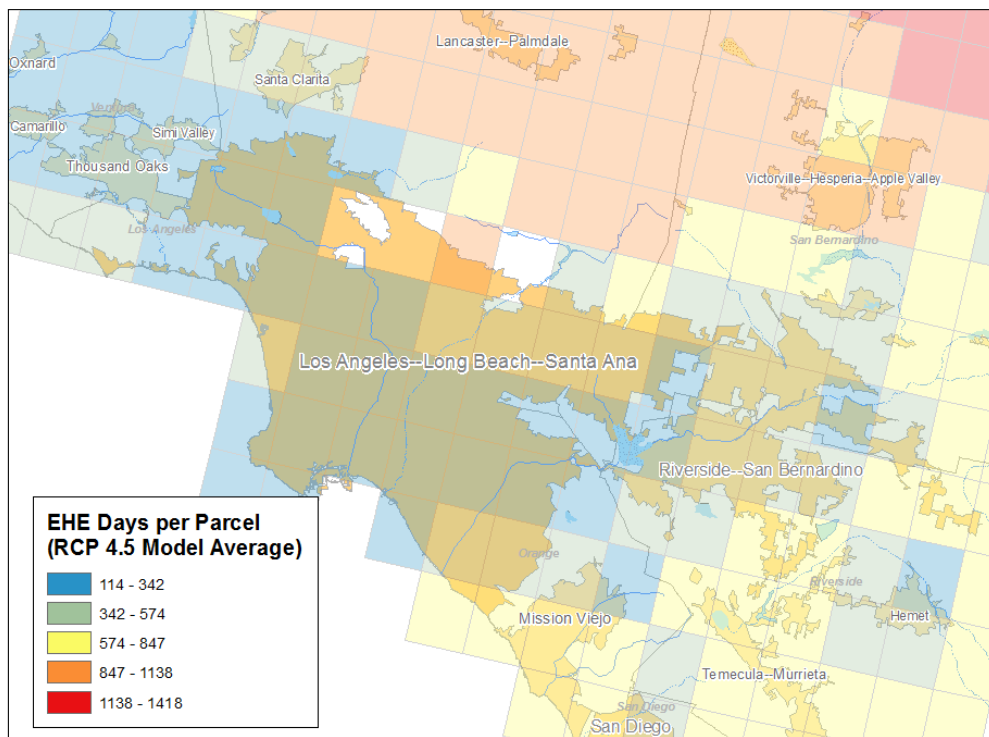 Lancaster--Palmdale
Oxnard
Santa Clarita
Ventura
Camarillo
Simi Valley
Thousand Oaks
Victorville--Hesperia--Apple Valley
Los Angeles
San Bernardino
Los Angeles--Long Beach--Santa Ana
Riverside--San Bernardino
EHE Days per Parcel
(RCP 4.5 Model Average)
114 - 342
342 - 574
574 - 847
847 - 1138
1138 - 1418
Orange
Riverside
Mission Viejo
Hemet
Temecula--Murrieta
San Diego
San Diego